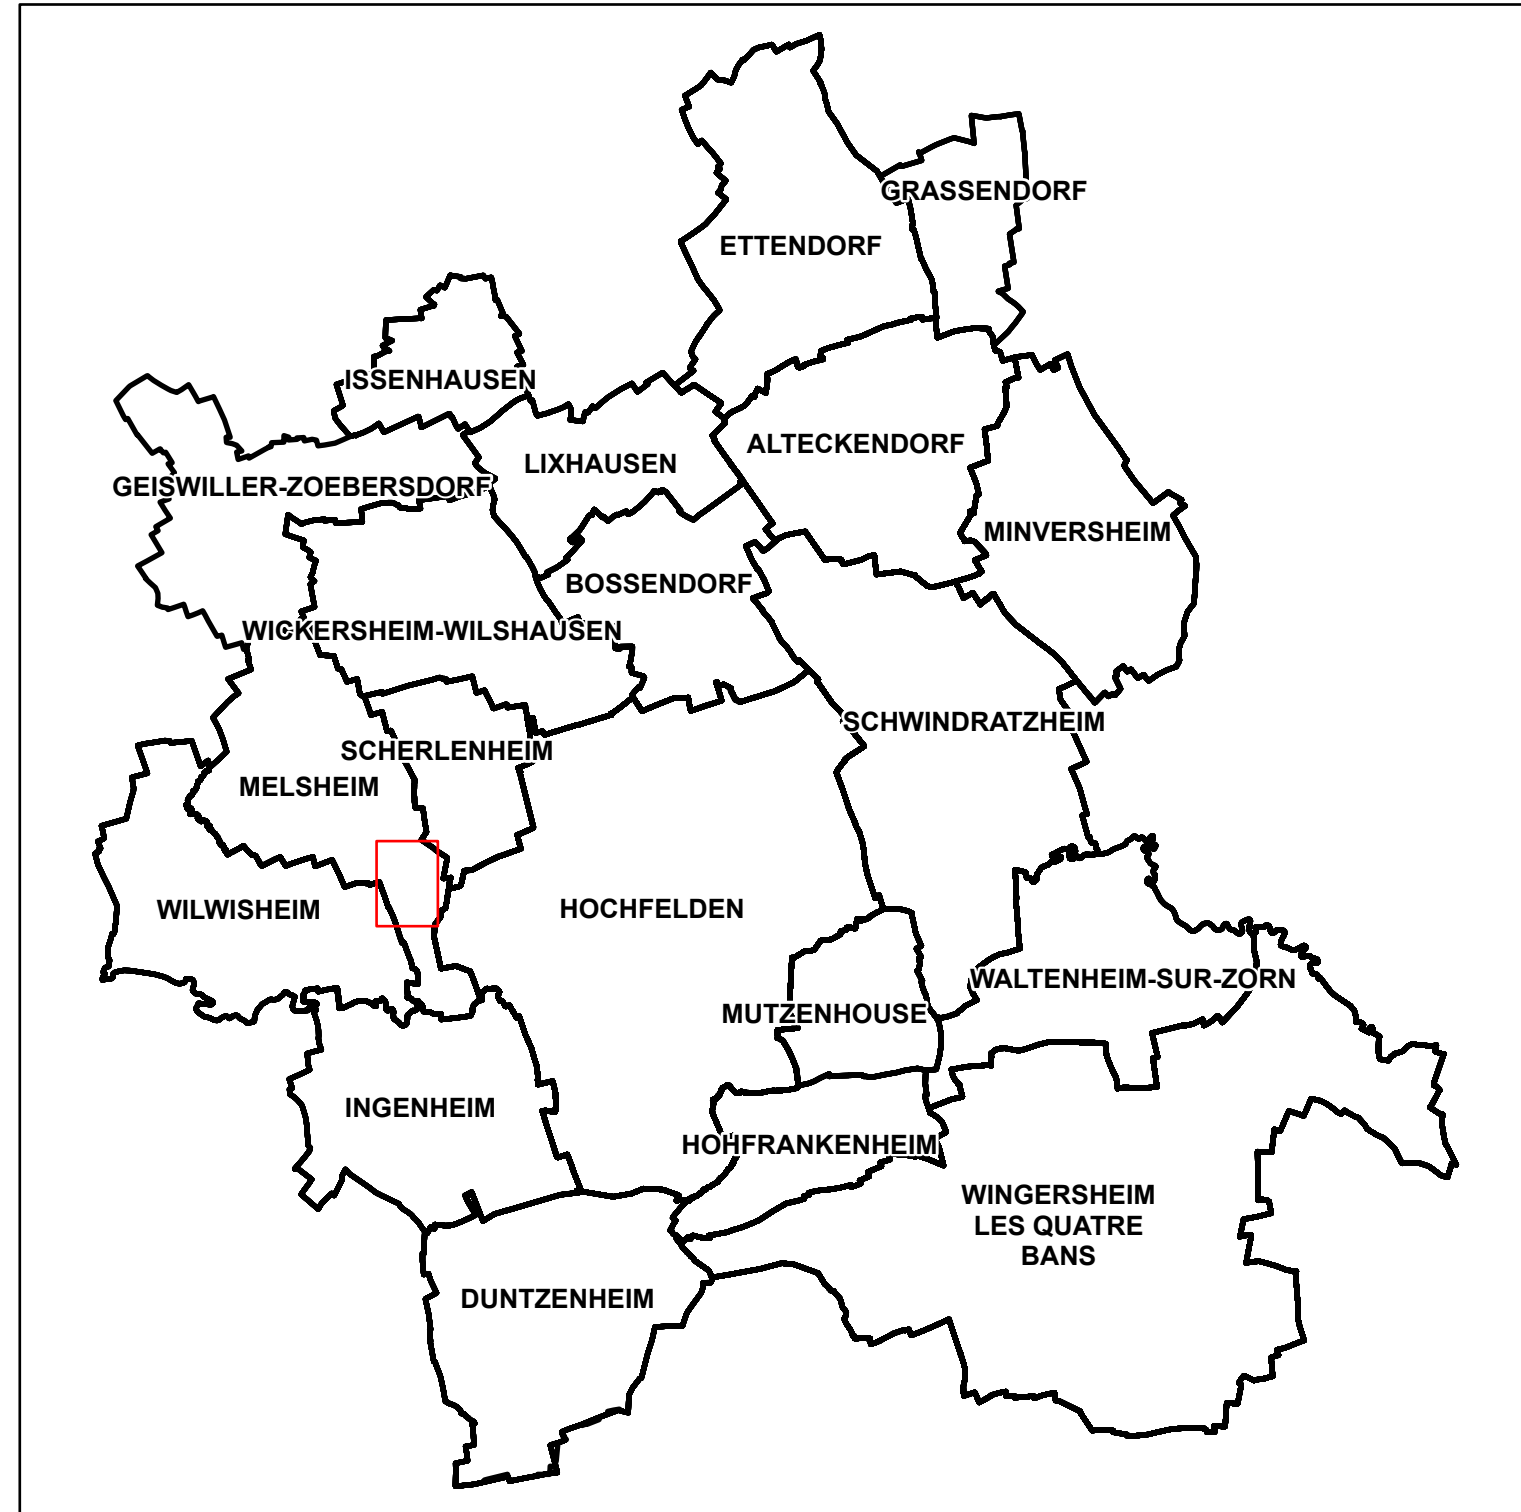 GRASSENDORF
ETTENDORF
ISSENHAUSEN
ALTECKENDORF
LIXHAUSEN
GEISWILLER-ZOEBERSDORF
MINVERSHEIM
BOSSENDORF
WICKERSHEIM-WILSHAUSEN
SCHWINDRATZHEIM
SCHERLENHEIM
MELSHEIM
WILWISHEIM
HOCHFELDEN
WALTENHEIM-SUR-ZORN
MUTZENHOUSE
INGENHEIM
HOHFRANKENHEIM
WINGERSHEIM
LES QUATRE
BANS
DUNTZENHEIM